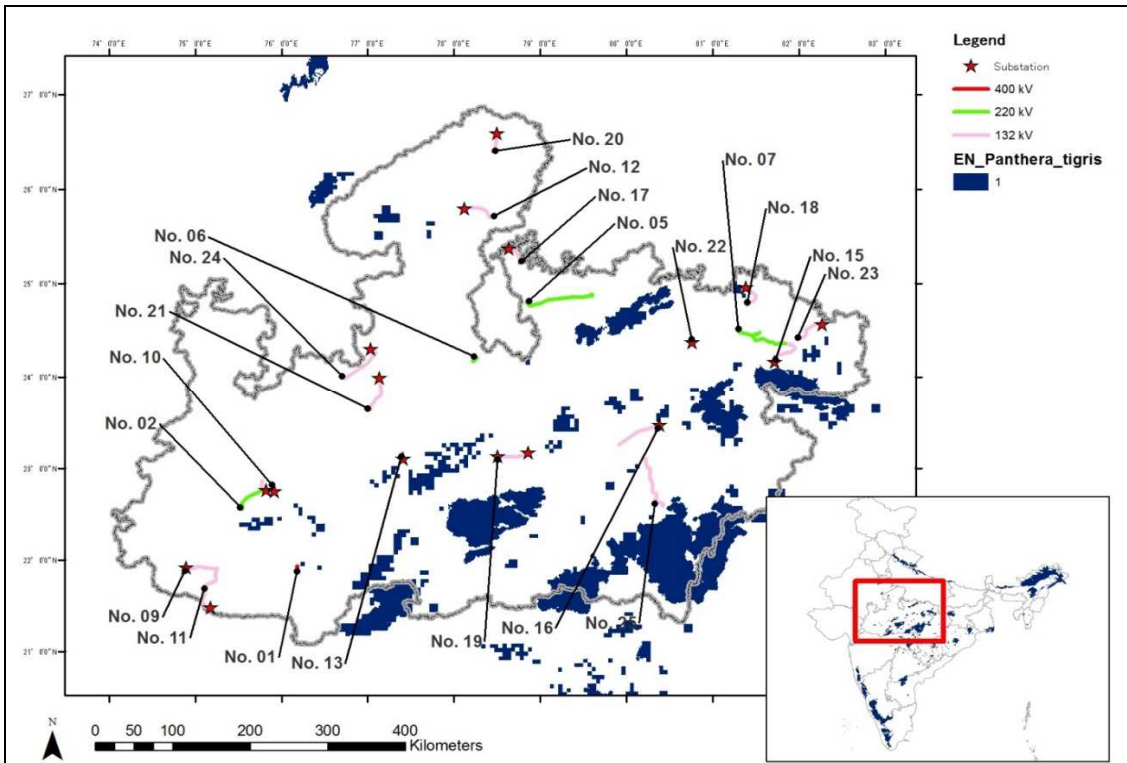 74° 0'0"E 75° 0'0"E 76° 0'0"E 77° 0'0"E 78° 0'0"E 79° 0'0"E 80° 0'0"E 81° 0'0"E 82° 0'0"E 83° 0'0"E
Legend
Substation
400 kV
220 kV
132 kV
EN_Panthera_tigris
1
27° 0'0"N
26° 0'0"N
25° 0'0"N
24° 0'0"N
23° 0'0"N
22° 0'0"N
21° 0'0"N
No. 20
No. 12
No. 07
No. 17
No. 18
No. 06
No. 05
No. 24
No. 22
No. 15
No. 23
No. 21
No. 10
No. 02
No. 09
No. 11
No. 01
No. 13
No. 19
No. 16
No. 25
N
0 50 100 200 300 400
Kilometers